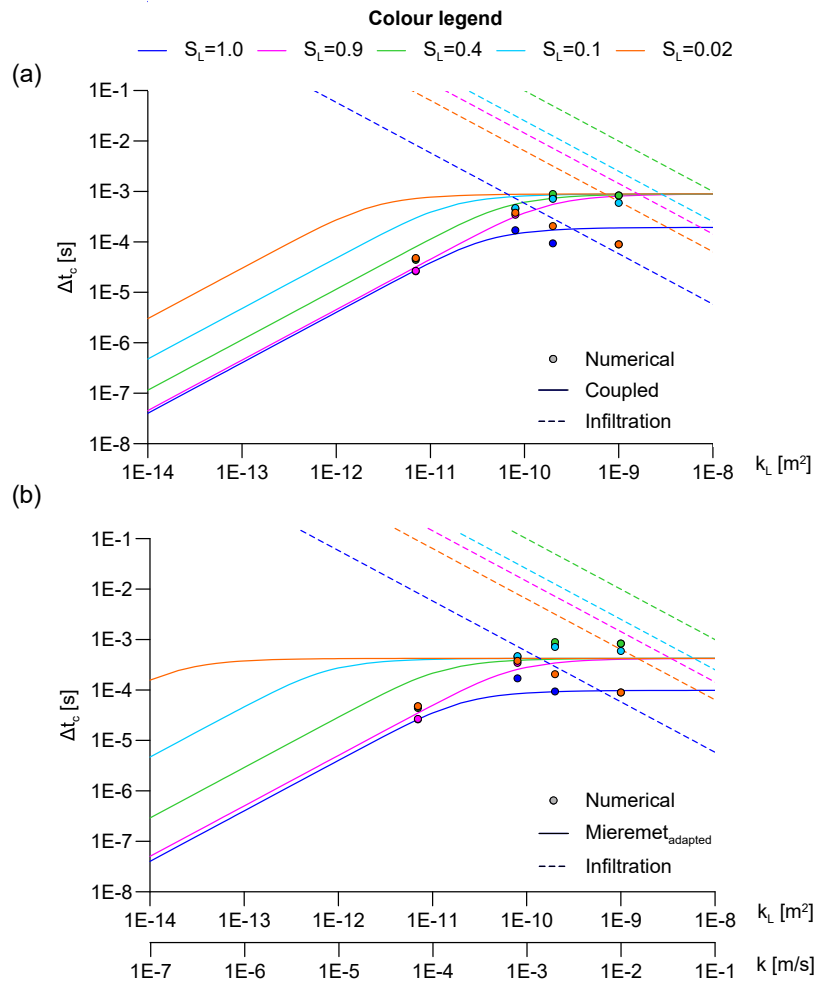 Colour legend
S_L=1.0 S_L=0.9 S_L=0.4 S_L=0.1 S_L=0.02
(a)
1E-1
1E-2
1E-3
1E-4
1E-5
1E-6
1E-7
1E-8
Δt_c [s]
Numerical
Coupled
Infiltration
1E-14 1E-13 1E-12 1E-11 1E-10 1E-9 1E-8
k_L [m²]
(b)
1E-1
1E-2
1E-3
1E-4
1E-5
1E-6
1E-7
1E-8
Δt_c [s]
Numerical
Mieremet_adapted
Infiltration
1E-14 1E-13 1E-12 1E-11 1E-10 1E-9 1E-8
k_L [m²]
1E-7 1E-6 1E-5 1E-4 1E-3 1E-2 1E-1
k [m/s]